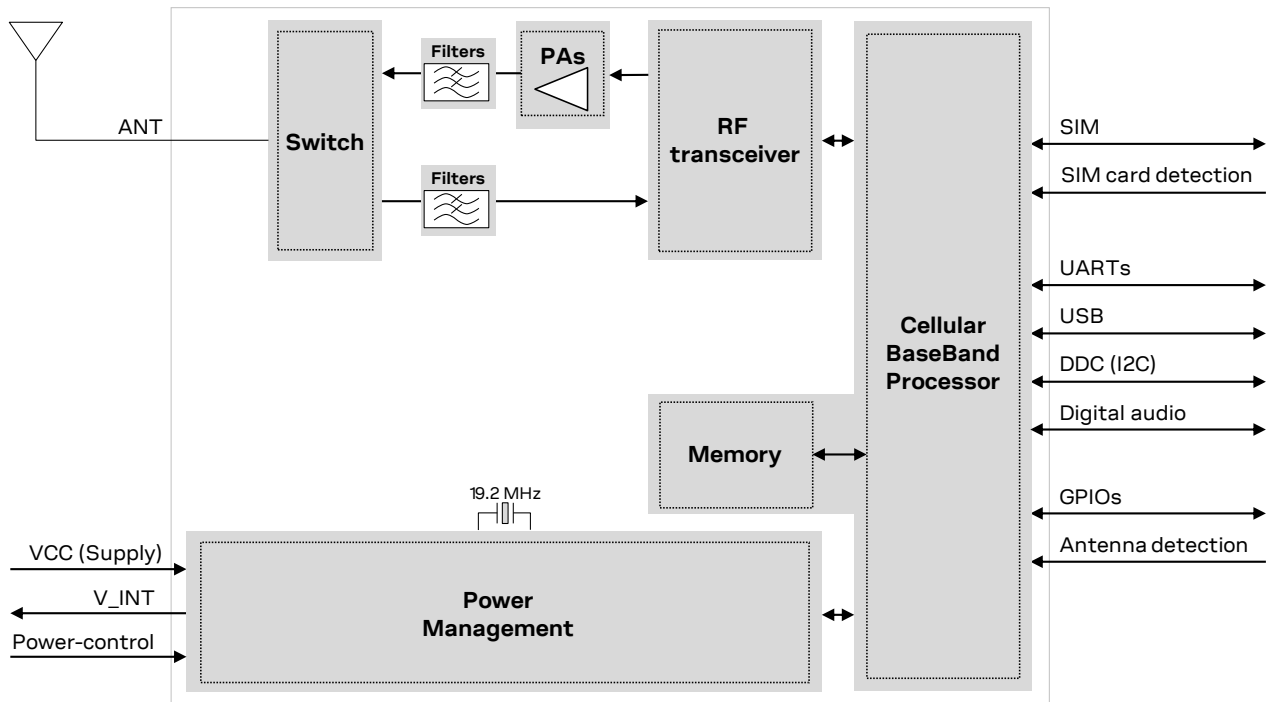 ANT
Switch
Filters
PAs
Filters
RF
transceiver
Cellular
BaseBand
Processor
Memory
19.2 MHz
Power
Management
VCC (Supply)
V_INT
Power-control
SIM
SIM card detection
UARTs
USB
DDC (I2C)
Digital audio
GPIOs
Antenna detection